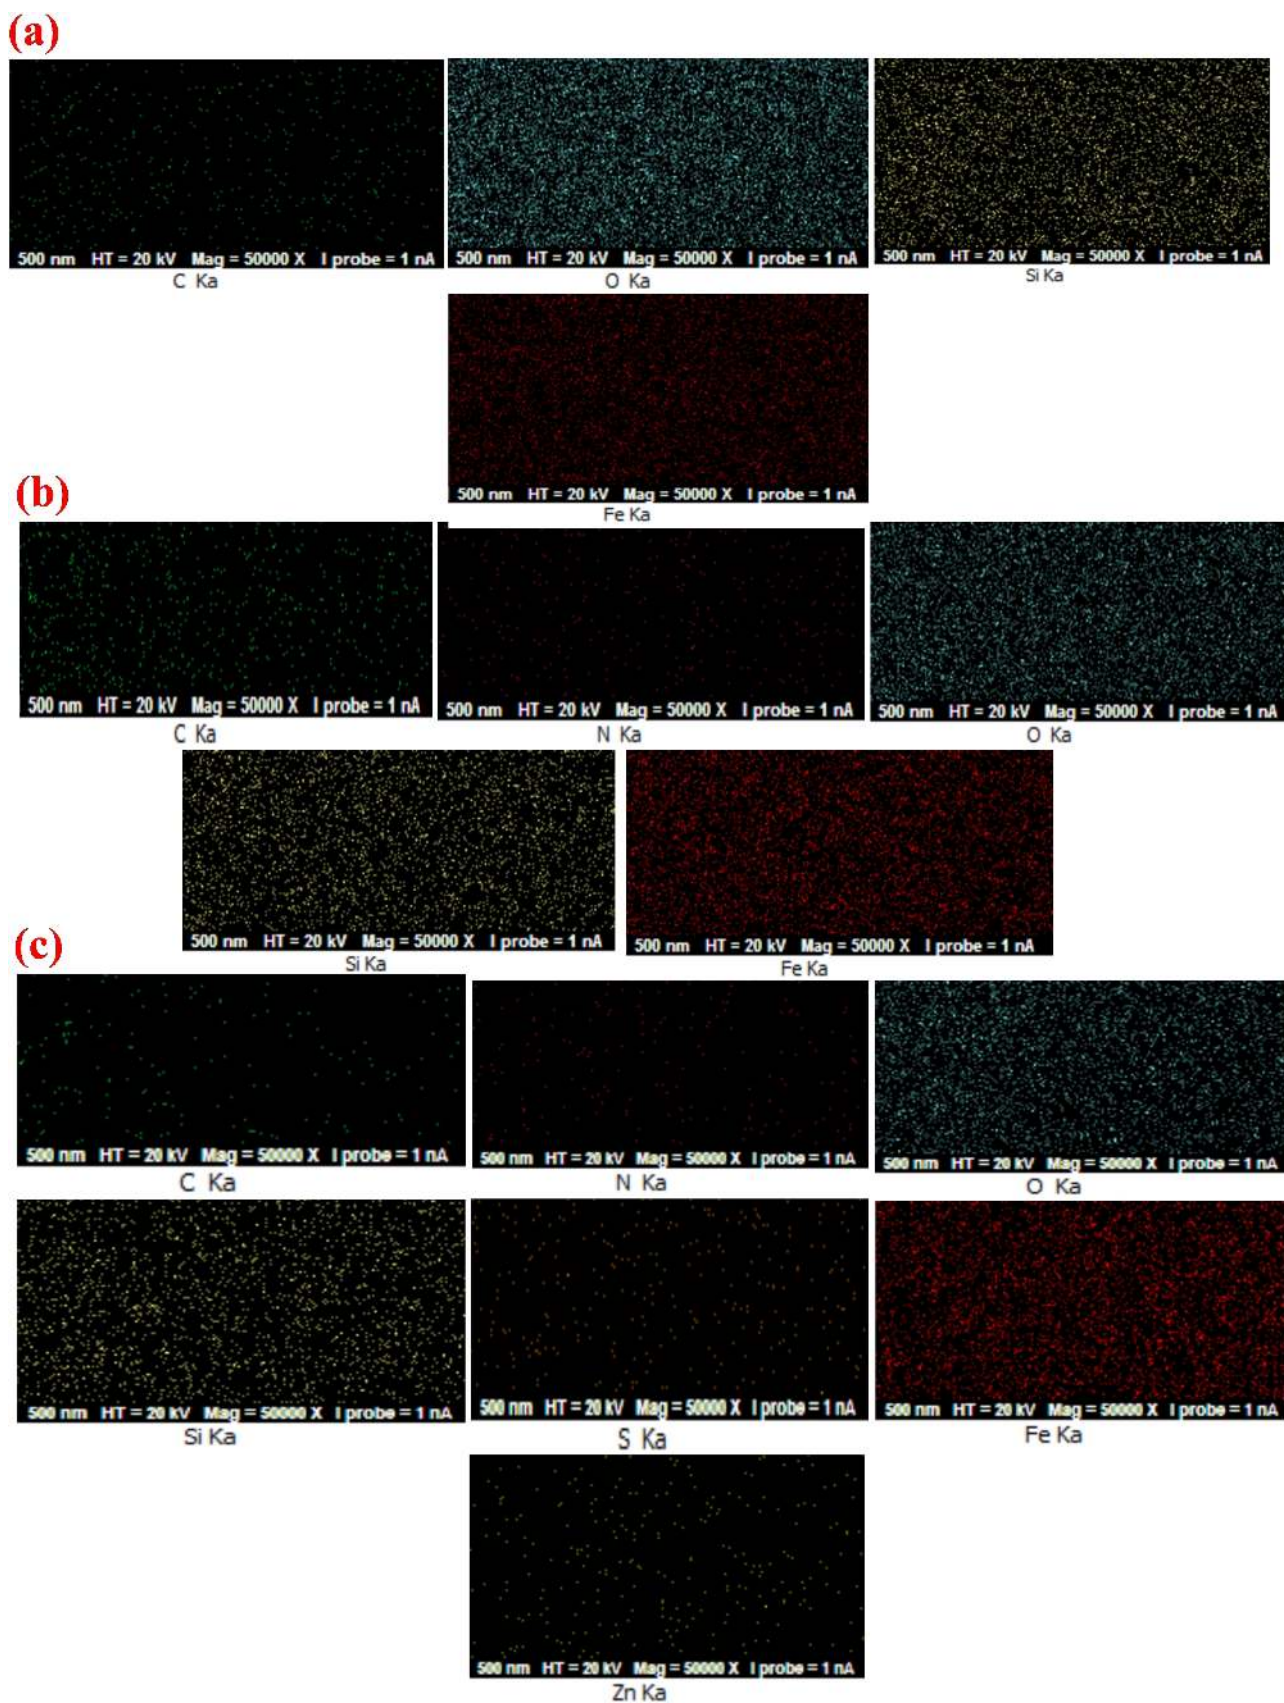 (a)
500 nm HT = 20 kV Mag = 50000 X I probe = 1 nA
C Ka
500 nm HT = 20 kV Mag = 50000 X I probe = 1 nA
O Ka
500 nm HT = 20 kV Mag = 50000 X I probe = 1 nA
Si Ka
500 nm HT = 20 kV Mag = 50000 X I probe = 1 nA
Fe Ka
(b)
500 nm HT = 20 kV Mag = 50000 X I probe = 1 nA
C Ka
500 nm HT = 20 kV Mag = 50000 X I probe = 1 nA
N Ka
500 nm HT = 20 kV Mag = 50000 X I probe = 1 nA
O Ka
500 nm HT = 20 kV Mag = 50000 X I probe = 1 nA
Si Ka
500 nm HT = 20 kV Mag = 50000 X I probe = 1 nA
Fe Ka
(c)
500 nm HT = 20 kV Mag = 50000 X I probe = 1 nA
C Ka
500 nm HT = 20 kV Mag = 50000 X I probe = 1 nA
N Ka
500 nm HT = 20 kV Mag = 50000 X I probe = 1 nA
O Ka
500 nm HT = 20 kV Mag = 50000 X I probe = 1 nA
Si Ka
500 nm HT = 20 kV Mag = 50000 X I probe = 1 nA
S Ka
500 nm HT = 20 kV Mag = 50000 X I probe = 1 nA
Fe Ka
500 nm HT = 20 kV Mag = 50000 X I probe = 1 nA
Zn Ka